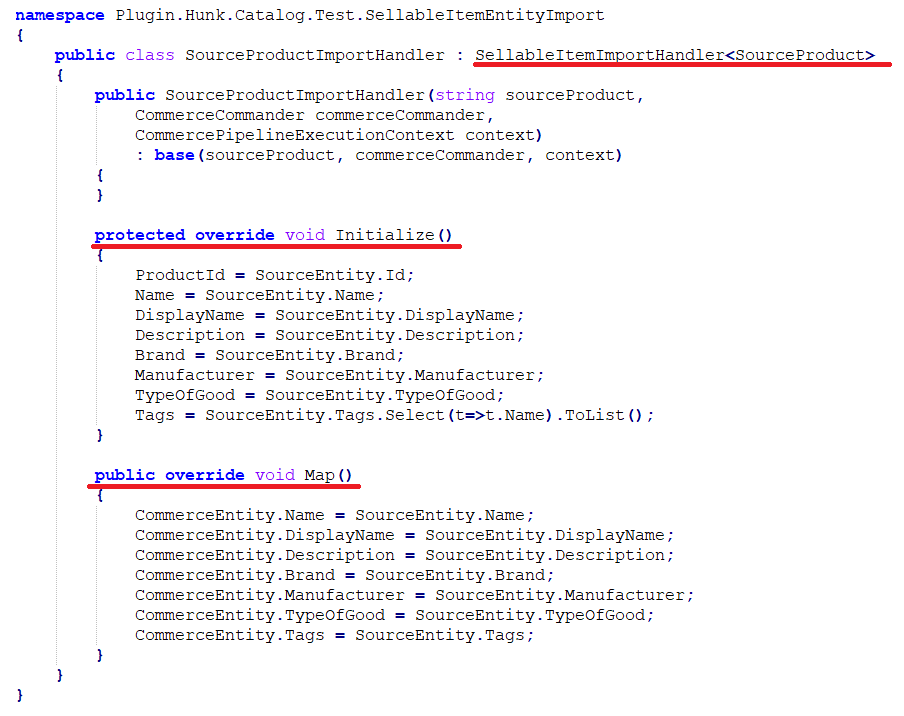 namespace Plugin.Hunk.Catalog.Test.SellableItemEntityImport
{
    public class SourceProductImportHandler : SellableItemImportHandler<SourceProduct>
    {
        public SourceProductImportHandler(string sourceProduct,
            CommerceCommander commerceCommander,
            CommercePipelineExecutionContext context)
            : base(sourceProduct, commerceCommander, context)
        {
        }

        protected override void Initialize()
        {
            ProductId = SourceEntity.Id;
            Name = SourceEntity.Name;
            DisplayName = SourceEntity.DisplayName;
            Description = SourceEntity.Description;
            Brand = SourceEntity.Brand;
            Manufacturer = SourceEntity.Manufacturer;
            TypeOfGood = SourceEntity.TypeOfGood;
            Tags = SourceEntity.Tags.Select(t=>t.Name).ToList();
        }

        public override void Map()
        {
            CommerceEntity.Name = SourceEntity.Name;
            CommerceEntity.DisplayName = SourceEntity.DisplayName;
            CommerceEntity.Description = SourceEntity.Description;
            CommerceEntity.Brand = SourceEntity.Brand;
            CommerceEntity.Manufacturer = SourceEntity.Manufacturer;
            CommerceEntity.TypeOfGood = SourceEntity.TypeOfGood;
            CommerceEntity.Tags = SourceEntity.Tags;
        }
    }
}